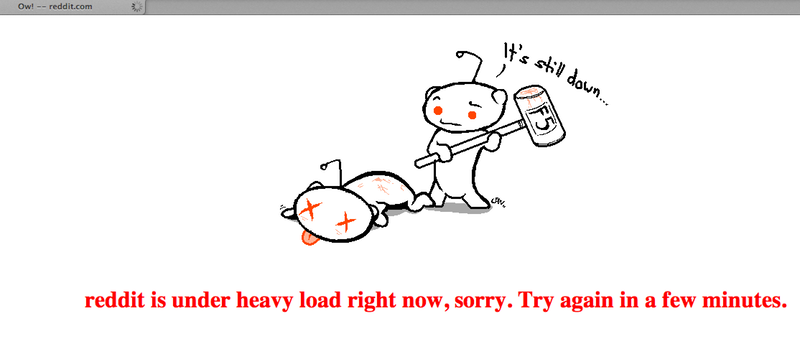 Ow! -- reddit.com
It's still down...
F5
reddit is under heavy load right now, sorry. Try again in a few minutes.